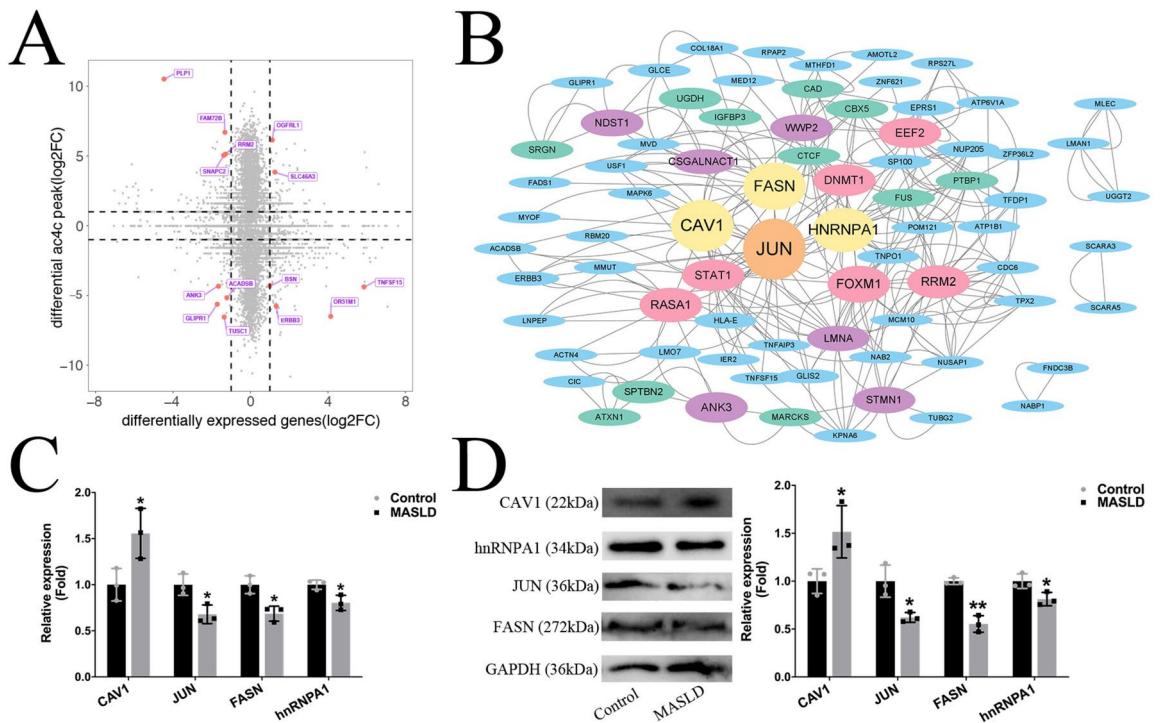 A
differential ac4c peak(log2FC)
10
5
0
−5
−10
PLP1
FAM72B
OGFRL1
RRM2
SNAPC2
SLC46A3
ANK3
ACADSB
BSN
TNFSF15
GLIPR1
OR51M1
TUSC1
ERBB3
−8
−4
0
4
8
differentially expressed genes(log2FC)
B
COL18A1
RPAP2
AMOTL2
GLIPR1
GLCE
MTHFD1
RPS27L
MED12
ZNF621
UGDH
CAD
NDST1
IGFBP3
CBX5
EPRS1
ATP6V1A
WWP2
EEF2
MLEC
SRGN
MVD
CTCF
NUP205
LMAN1
CSGALNACT1
SP100
ZFP36L2
USF1
FASN
DNMT1
PTBP1
FADS1
MAPK6
FUS
UGGT2
TFDP1
MYOF
CAV1
HNRNPA1
POM121
ATP1B1
RBM20
JUN
ACADSB
TNPO1
SCARA3
MMUT
STAT1
CDC6
ERBB3
FOXM1
RRM2
RASA1
TPX2
SCARA5
LNPEP
HLA-E
MCM10
LMNA
TNFAIP3
ACTN4
LMO7
IER2
NAB2
NUSAP1
FNDC3B
CIC
TNFSF15
GLIS2
SPTBN2
STMN1
NABP1
ANK3
ATXN1
MARCKS
TUBG2
KPNA6
C
Relative expression
(Fold)
2.0
1.5
1.0
0.5
0.0
Control
MASLD
*
*
*
*
CAV1
JUN
FASN
hnRNPA1
D
CAV1 (22kDa)
hnRNPA1 (34kDa)
JUN (36kDa)
FASN (272kDa)
GAPDH (36kDa)
Control
MASLD
Relative expression
(Fold)
2.0
1.5
1.0
0.5
0.0
Control
MASLD
*
*
**
*
CAV1
JUN
FASN
hnRNPA1